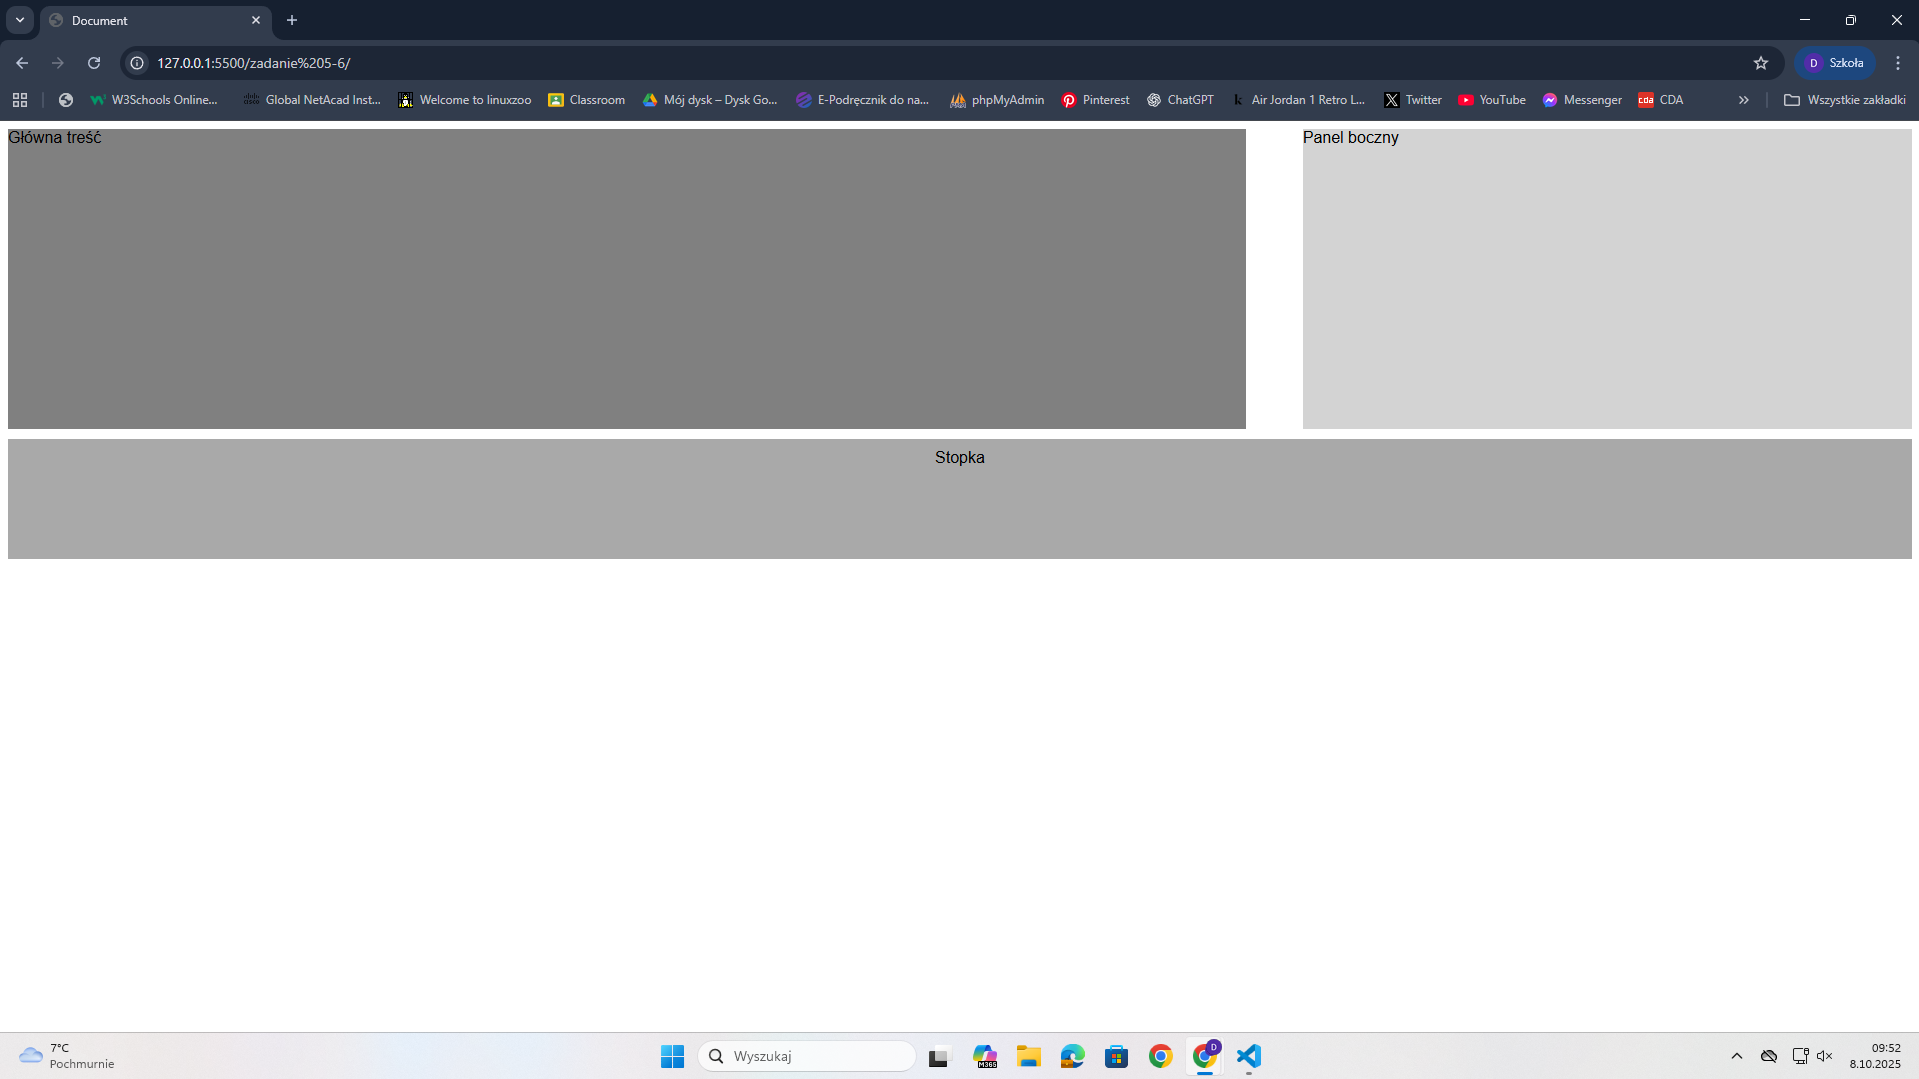 Document
127.0.0.1:5500/zadanie%205-6/
D Szkoła
W3Schools Online...
Global NetAcad Inst...
Welcome to linuxzoo
Classroom
Mój dysk – Dysk Go...
E-Podręcznik do na...
phpMyAdmin
Pinterest
ChatGPT
k Air Jordan 1 Retro L...
Twitter
YouTube
Messenger
cda CDA
Wszystkie zakładki
Główna treść
Panel boczny
Stopka
7°C
Pochmurnie
Wyszukaj
M365
D
09:52
8.10.2025